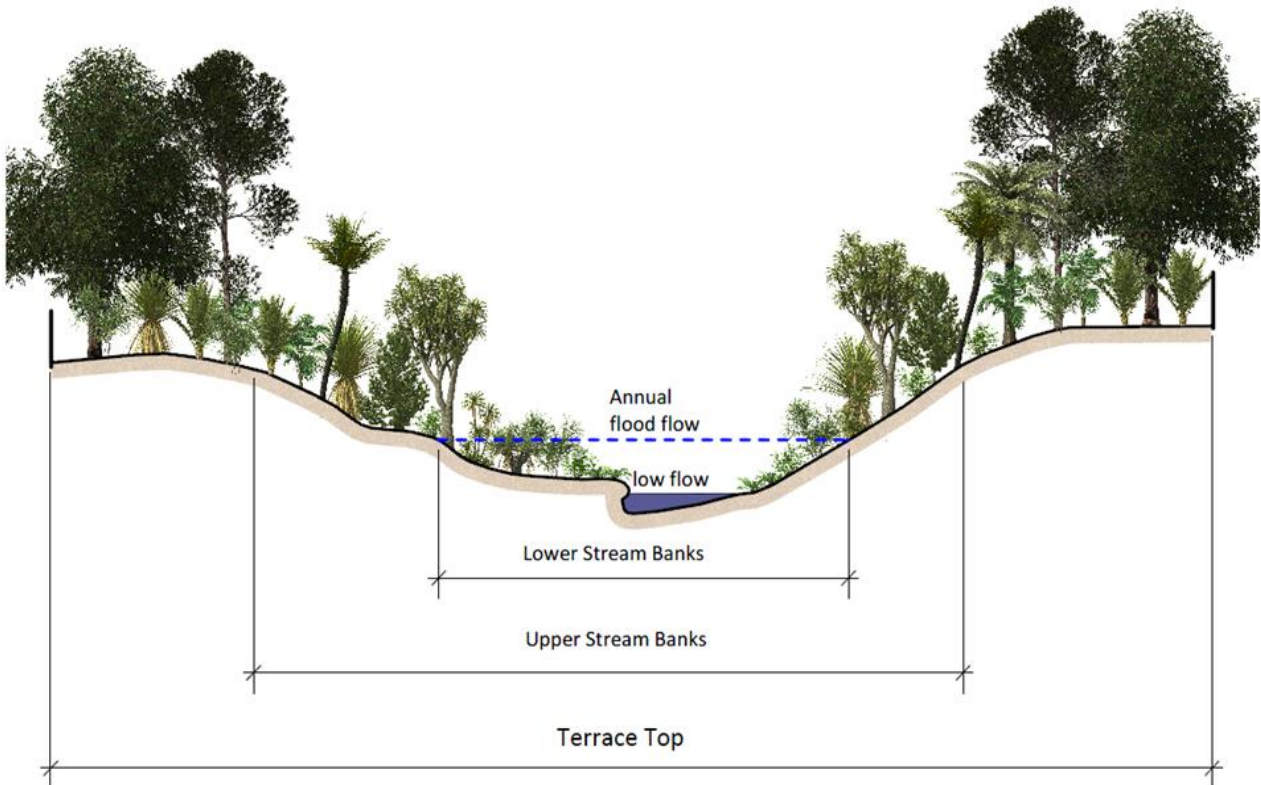 Annual
flood flow
low flow
Lower Stream Banks
Upper Stream Banks
Terrace Top